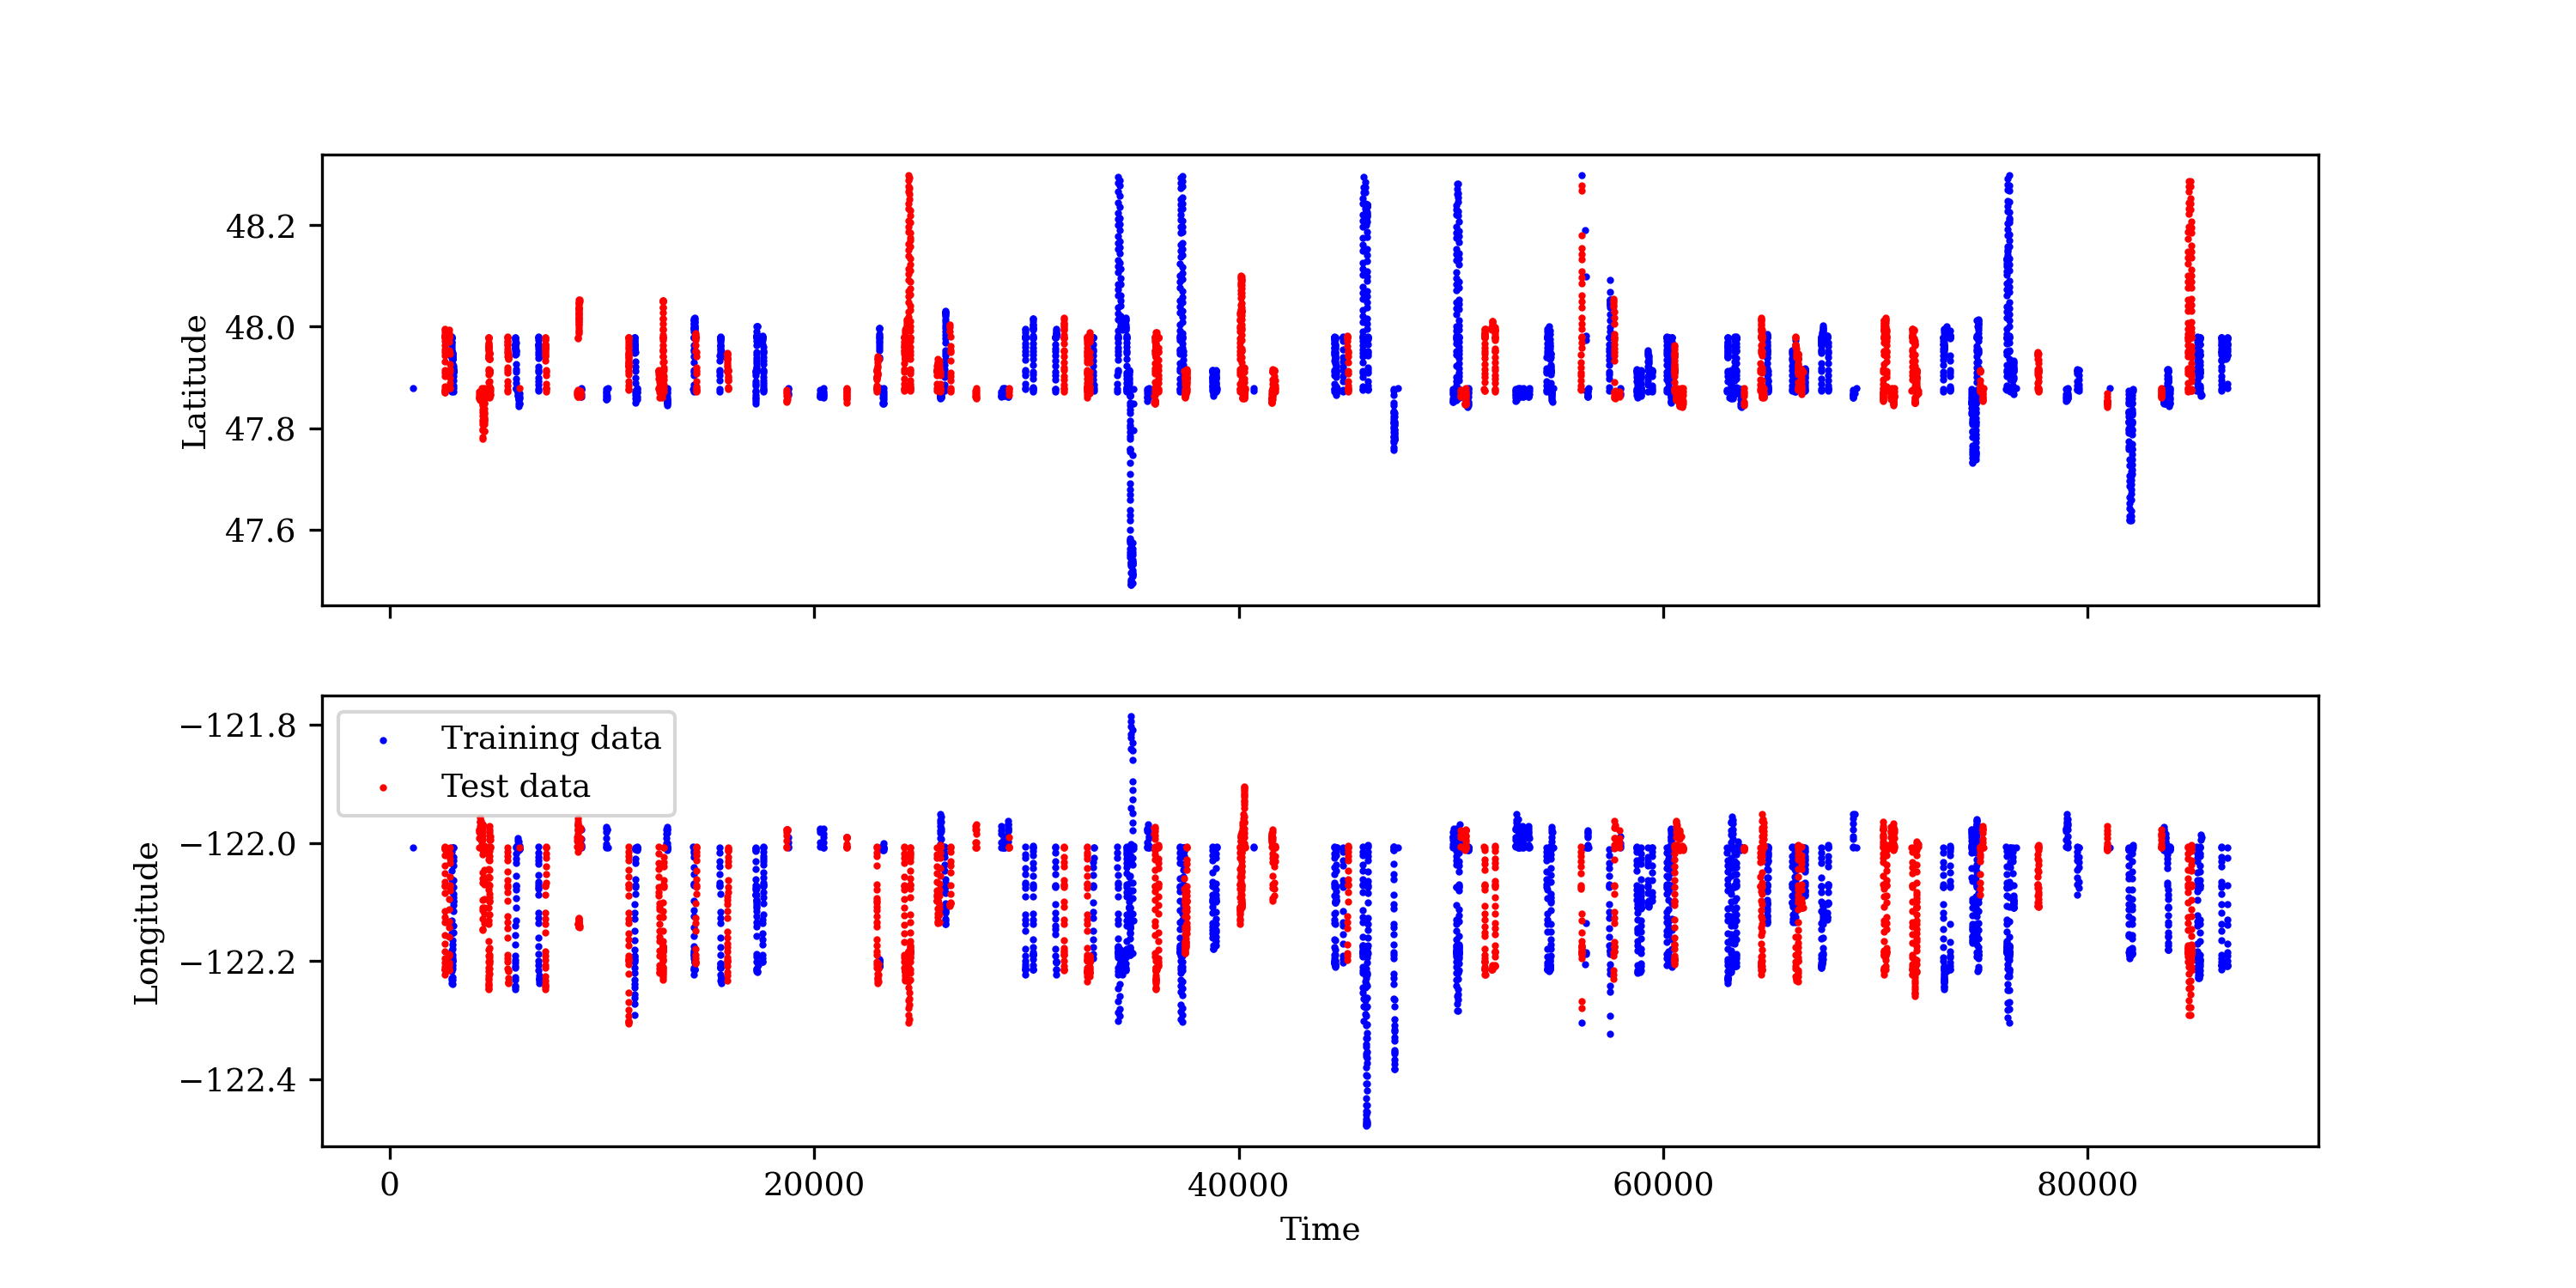 48.2
48.0
47.8
47.6
Latitude
−121.8
−122.0
−122.2
−122.4
Longitude
Training data
Test data
0
20000
40000
60000
80000
Time